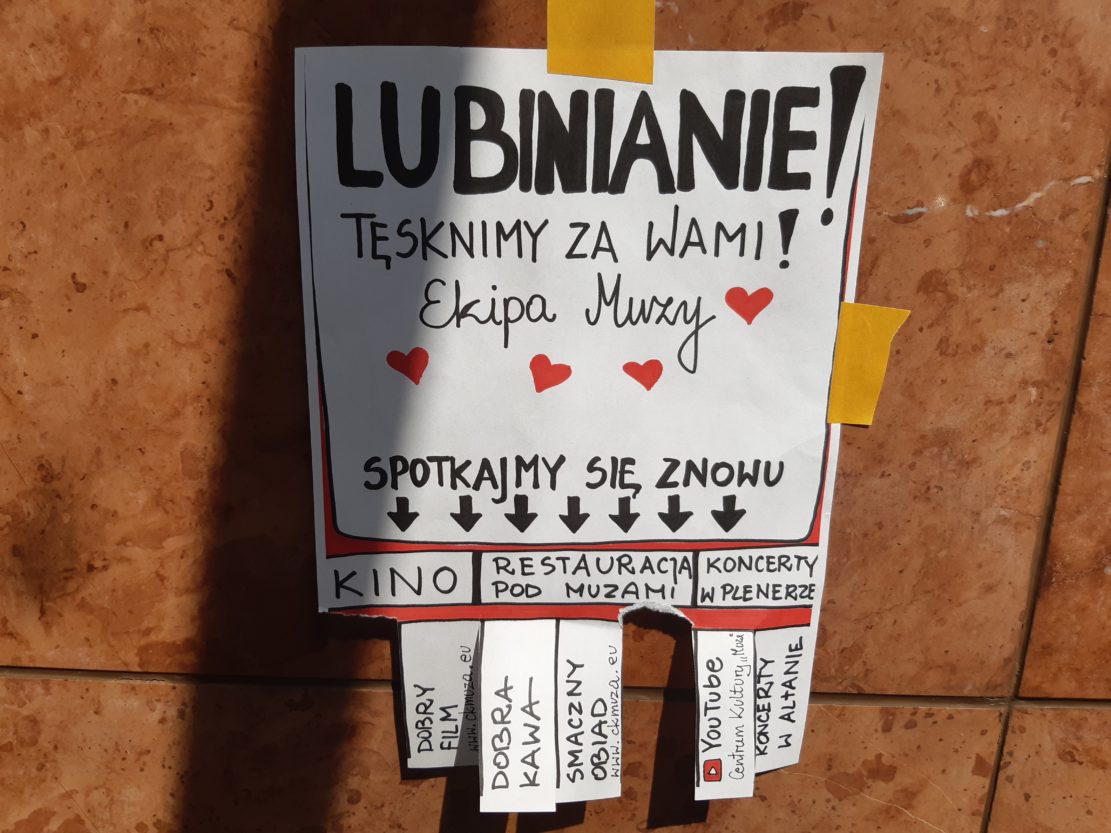 LUBINIANIE!
TĘSKNIMY ZA WAMI!
Ekipa Muzy
SPOTKAJMY SIĘ ZNOWU
KINO
RESTAURACJA
POD MUZAMI
KONCERTY
W PLENERZE
DOBRY
FILM
www.ckmuza.eu
DOBRA
KAWA
SMACZNY
OBIAD
www.ckmuza.eu
YouTube
Centrum Kultury „Muza"
KONCERTY
W ALTANIE